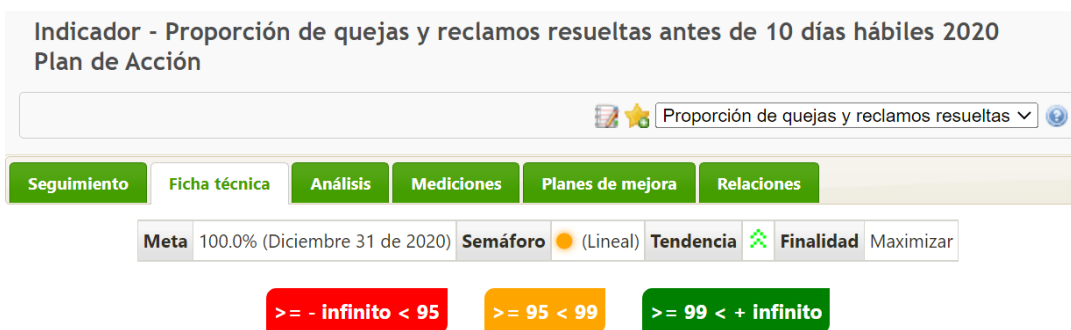 Indicador - Proporción de quejas y reclamos resueltas antes de 10 días hábiles 2020
Plan de Acción
Proporción de quejas y reclamos resueltas
Seguimiento Ficha técnica Análisis Mediciones Planes de mejora Relaciones
Meta 100.0% (Diciembre 31 de 2020) Semáforo (Lineal) Tendencia Finalidad Maximizar
>= - infinito < 95 >= 95 < 99 >= 99 < + infinito